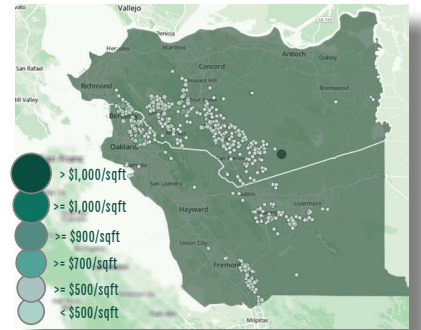 Vallejo
Benicia
Martinez
Antioch
Oakley
San Rafael
Concord
Richmond
Brentwood
Mill Valley
Oakland
San Leandro
Dublin
Livermore
Hayward
Union City
Fremont
Milpitas
> $1,000/sqft
>= $1,000/sqft
>= $900/sqft
>= $700/sqft
>= $500/sqft
< $500/sqft